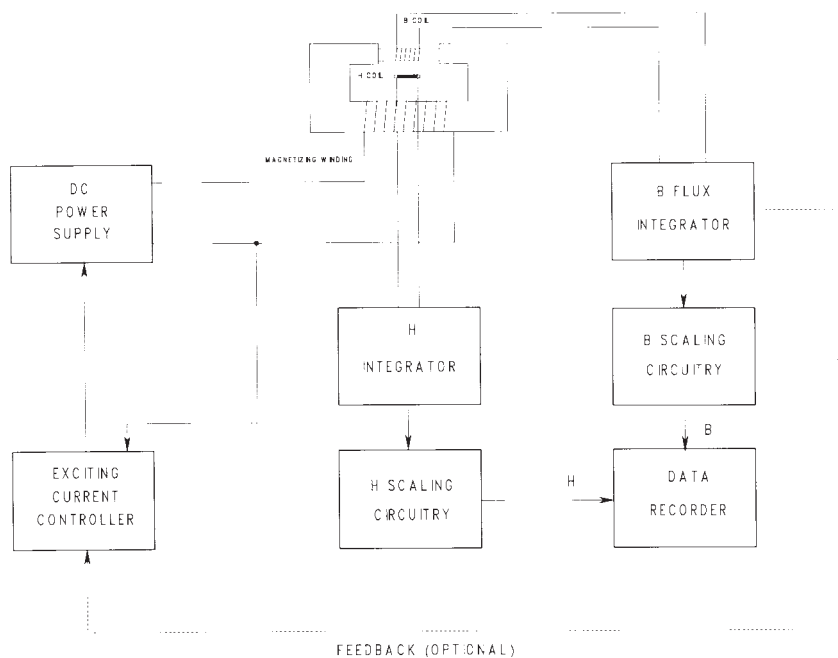 B COIL
H COIL
MAGNETIZING WINDING
DC
POWER
SUPPLY
B FLUX
INTEGRATOR
H
INTEGRATOR
B SCALING
CIRCUITRY
B
EXCITING
CURRENT
CONTROLLER
H SCALING
CIRCUITRY
H
DATA
RECORDER
FEEDBACK (OPTIONAL)